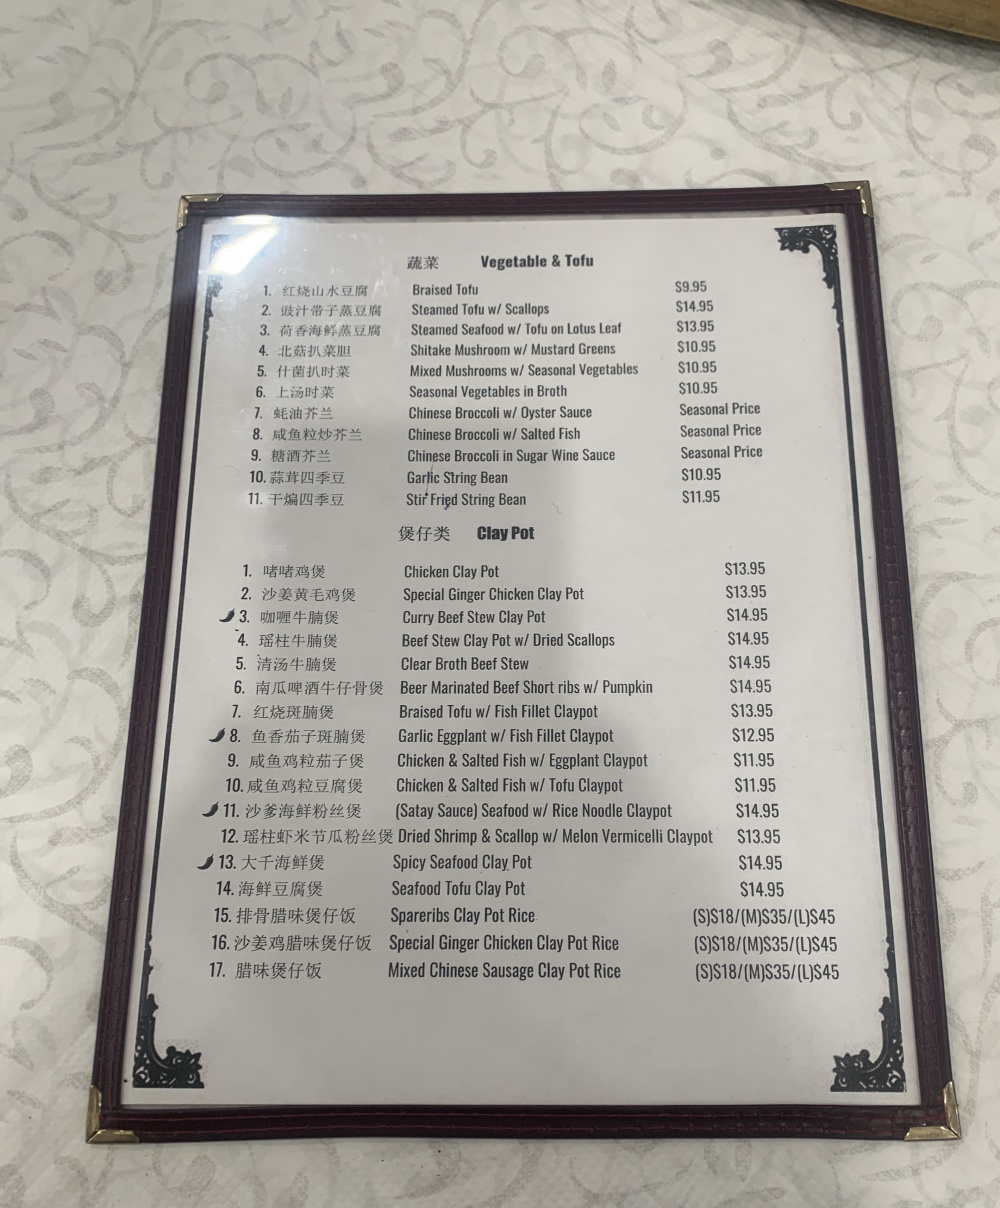 蔬菜 Vegetable & Tofu
1. 红烧山水豆腐 Braised Tofu $9.95
2. 豉汁带子蒸豆腐 Steamed Tofu w/ Scallops $14.95
3. 荷香海鲜蒸豆腐 Steamed Seafood w/ Tofu on Lotus Leaf $13.95
4. 北菇扒菜胆 Shitake Mushroom w/ Mustard Greens $10.95
5. 什菌扒时菜 Mixed Mushrooms w/ Seasonal Vegetables $10.95
6. 上汤时菜 Seasonal Vegetables in Broth $10.95
7. 蚝油芥兰 Chinese Broccoli w/ Oyster Sauce Seasonal Price
8. 咸鱼粒炒芥兰 Chinese Broccoli w/ Salted Fish Seasonal Price
9. 糖酒芥兰 Chinese Broccoli in Sugar Wine Sauce Seasonal Price
10. 蒜茸四季豆 Garlic String Bean $10.95
11. 干煸四季豆 Stir Fried String Bean $11.95
煲仔类 Clay Pot
1. 啫啫鸡煲 Chicken Clay Pot $13.95
2. 沙姜黄毛鸡煲 Special Ginger Chicken Clay Pot $13.95
3. 咖喱牛腩煲 Curry Beef Stew Clay Pot $14.95
4. 瑶柱牛腩煲 Beef Stew Clay Pot w/ Dried Scallops $14.95
5. 清汤牛腩煲 Clear Broth Beef Stew $14.95
6. 南瓜啤酒牛仔骨煲 Beer Marinated Beef Short ribs w/ Pumpkin $14.95
7. 红烧斑腩煲 Braised Tofu w/ Fish Fillet Claypot $13.95
8. 鱼香茄子斑腩煲 Garlic Eggplant w/ Fish Fillet Claypot $12.95
9. 咸鱼鸡粒茄子煲 Chicken & Salted Fish w/ Eggplant Claypot $11.95
10. 咸鱼鸡粒豆腐煲 Chicken & Salted Fish w/ Tofu Claypot $11.95
11. 沙爹海鲜粉丝煲 (Satay Sauce) Seafood w/ Rice Noodle Claypot $14.95
12. 瑶柱虾米节瓜粉丝煲 Dried Shrimp & Scallop w/ Melon Vermicelli Claypot $13.95
13. 大千海鲜煲 Spicy Seafood Clay Pot $14.95
14. 海鲜豆腐煲 Seafood Tofu Clay Pot $14.95
15. 排骨腊味煲仔饭 Spareribs Clay Pot Rice (S)$18/(M)$35/(L)$45
16. 沙姜鸡腊味煲仔饭 Special Ginger Chicken Clay Pot Rice (S)$18/(M)$35/(L)$45
17. 腊味煲仔饭 Mixed Chinese Sausage Clay Pot Rice (S)$18/(M)$35/(L)$45